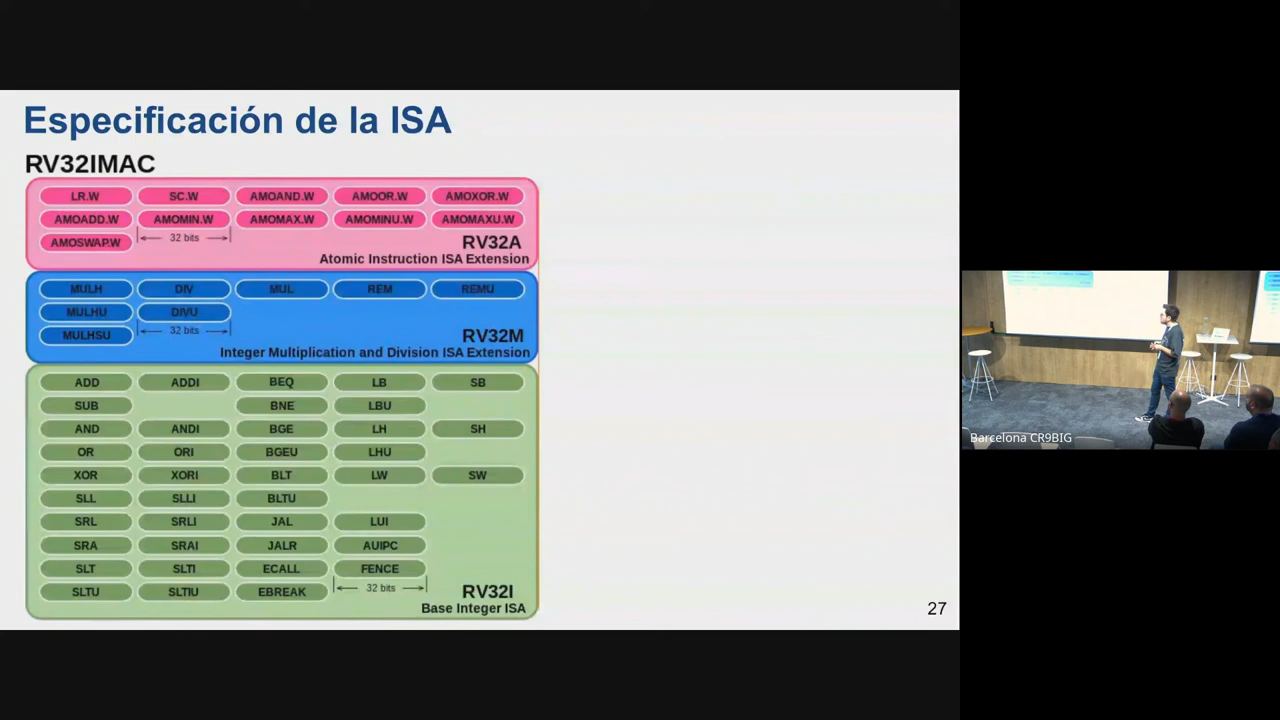 Especificación de la ISA
RV32IMAC
LR.W SC.W AMOAND.W AMOOR.W AMOXOR.W
AMOADD.W AMOMIN.W AMOMAX.W AMOMINU.W AMOMAXU.W
AMOSWAP.W 32 bits RV32A
Atomic Instruction ISA Extension
MULH DIV MUL REM REMU
MULHU DIVU
MULHSU 32 bits RV32M
Integer Multiplication and Division ISA Extension
ADD ADDI BEQ LB SB
SUB BNE LBU
AND ANDI BGE LH SH
OR ORI BGEU LHU
XOR XORI BLT LW SW
SLL SLLI BLTU
SRL SRLI JAL LUI
SRA SRAI JALR AUIPC
SLT SLTI ECALL FENCE
SLTU SLTIU EBREAK 32 bits RV32I
Base Integer ISA
27
Barcelona CR9BIG